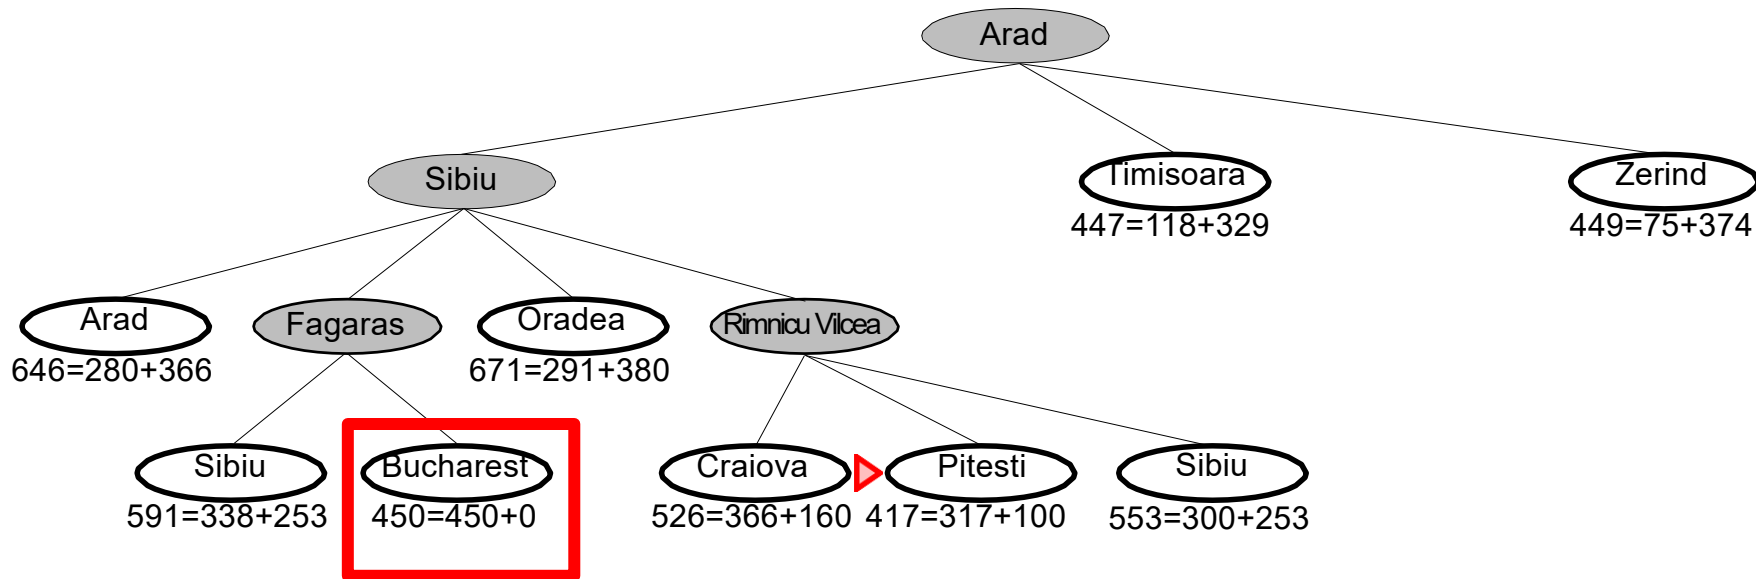 Arad
Sibiu
Timisoara
Zerind
447=118+329
449=75+374
Arad
Fagaras
Oradea
Rimnicu Vilcea
646=280+366
671=291+380
Sibiu
Bucharest
Craiova
Pitesti
Sibiu
591=338+253
450=450+0
526=366+160
417=317+100
553=300+253